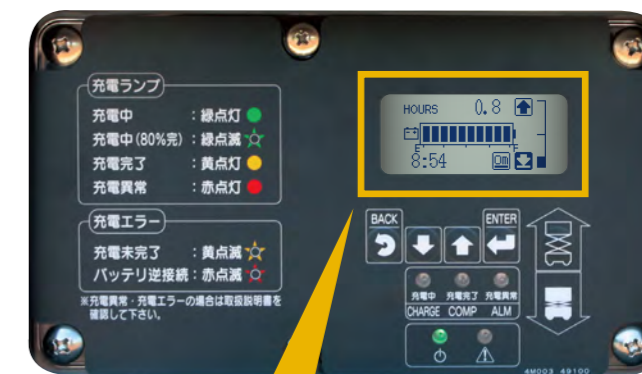 充電ランプ
充電中 :緑点灯
充電中(80%完):緑点滅
充電完了 :黄点灯
充電異常 :赤点灯
充電エラー
充電未完了 :黄点滅
バッテリ逆接続:赤点滅
※充電異常・充電エラーの場合は取扱説明書を
確認して下さい。
HOURS 0.8
E F
8:54 0m
BACK
ENTER
充電中 充電完了 充電異常
CHARGE COMP ALM
4M003 49100